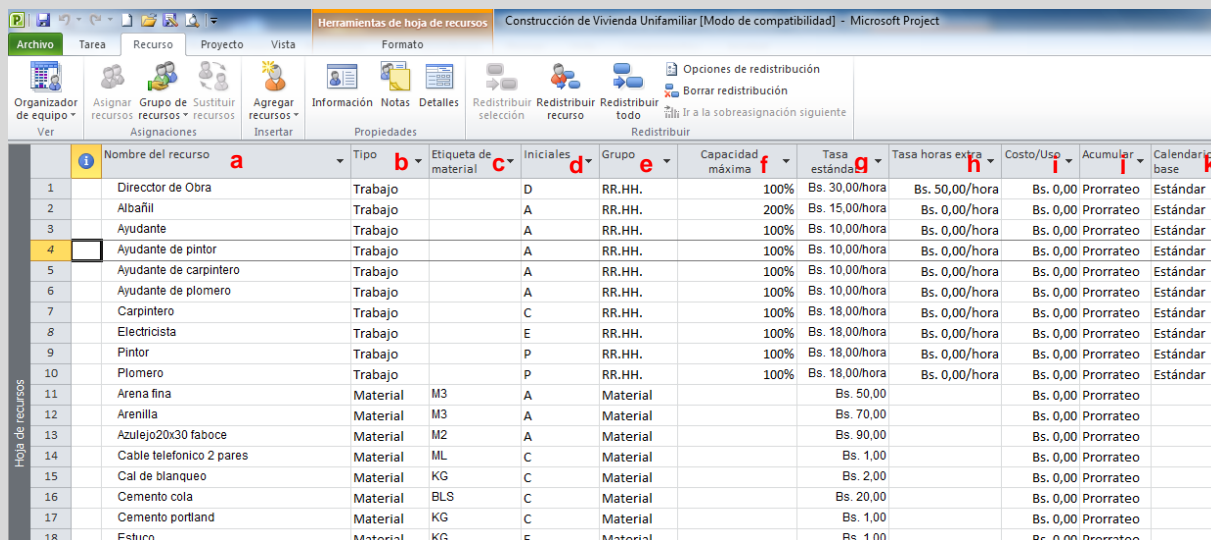 Herramientas de hoja de recursos Construcción de Vivienda Unifamiliar [Modo de compatibilidad] - Microsoft Project
Archivo Tarea Recurso Proyecto Vista Formato
Organizador de equipo Asignar recursos Grupo de recursos Sustituir recursos Agregar recursos Información Notas Detalles Redistribuir selección Redistribuir recurso Redistribuir todo Opciones de redistribución
Borrar redistribución
Ir a la sobreasignación siguiente
Ver Asignaciones Insertar Propiedades Redistribuir
Nombre del recurso a Tipo b Etiqueta de material c Iniciales d Grupo e Capacidad máxima f Tasa g Tasa horas extra h Costo/Uso i Acumular j Calendario base k
1 Direcctor de Obra Trabajo D RR.HH. 100% Bs. 30,00/hora Bs. 50,00/hora Bs. 0,00 Prorrateo Estándar
2 Albañil Trabajo A RR.HH. 200% Bs. 15,00/hora Bs. 0,00/hora Bs. 0,00 Prorrateo Estándar
3 Ayudante Trabajo A RR.HH. 100% Bs. 10,00/hora Bs. 0,00/hora Bs. 0,00 Prorrateo Estándar
4 Ayudante de pintor Trabajo A RR.HH. 100% Bs. 10,00/hora Bs. 0,00/hora Bs. 0,00 Prorrateo Estándar
5 Ayudante de carpintero Trabajo A RR.HH. 100% Bs. 10,00/hora Bs. 0,00/hora Bs. 0,00 Prorrateo Estándar
6 Ayudante de plomero Trabajo A RR.HH. 100% Bs. 10,00/hora Bs. 0,00/hora Bs. 0,00 Prorrateo Estándar
7 Carpintero Trabajo C RR.HH. 100% Bs. 18,00/hora Bs. 0,00/hora Bs. 0,00 Prorrateo Estándar
8 Electricista Trabajo E RR.HH. 100% Bs. 18,00/hora Bs. 0,00/hora Bs. 0,00 Prorrateo Estándar
9 Pintor Trabajo P RR.HH. 100% Bs. 18,00/hora Bs. 0,00/hora Bs. 0,00 Prorrateo Estándar
10 Plomero Trabajo P RR.HH. 100% Bs. 18,00/hora Bs. 0,00/hora Bs. 0,00 Prorrateo Estándar
11 Arena fina Material M3 A Material Bs. 50,00 Bs. 0,00 Prorrateo
12 Arenilla Material M3 A Material Bs. 70,00 Bs. 0,00 Prorrateo
13 Azulejo20x30 faboce Material M2 A Material Bs. 90,00 Bs. 0,00 Prorrateo
14 Cable telefonico 2 pares Material ML C Material Bs. 1,00 Bs. 0,00 Prorrateo
15 Cal de blanqueo Material KG C Material Bs. 2,00 Bs. 0,00 Prorrateo
16 Cemento cola Material BLS C Material Bs. 20,00 Bs. 0,00 Prorrateo
17 Cemento portland Material KG C Material Bs. 1,00 Bs. 0,00 Prorrateo
18 Estuco Material KG E Material Bs. 1,00 Bs. 0,00 Prorrateo
Hoja de recursos